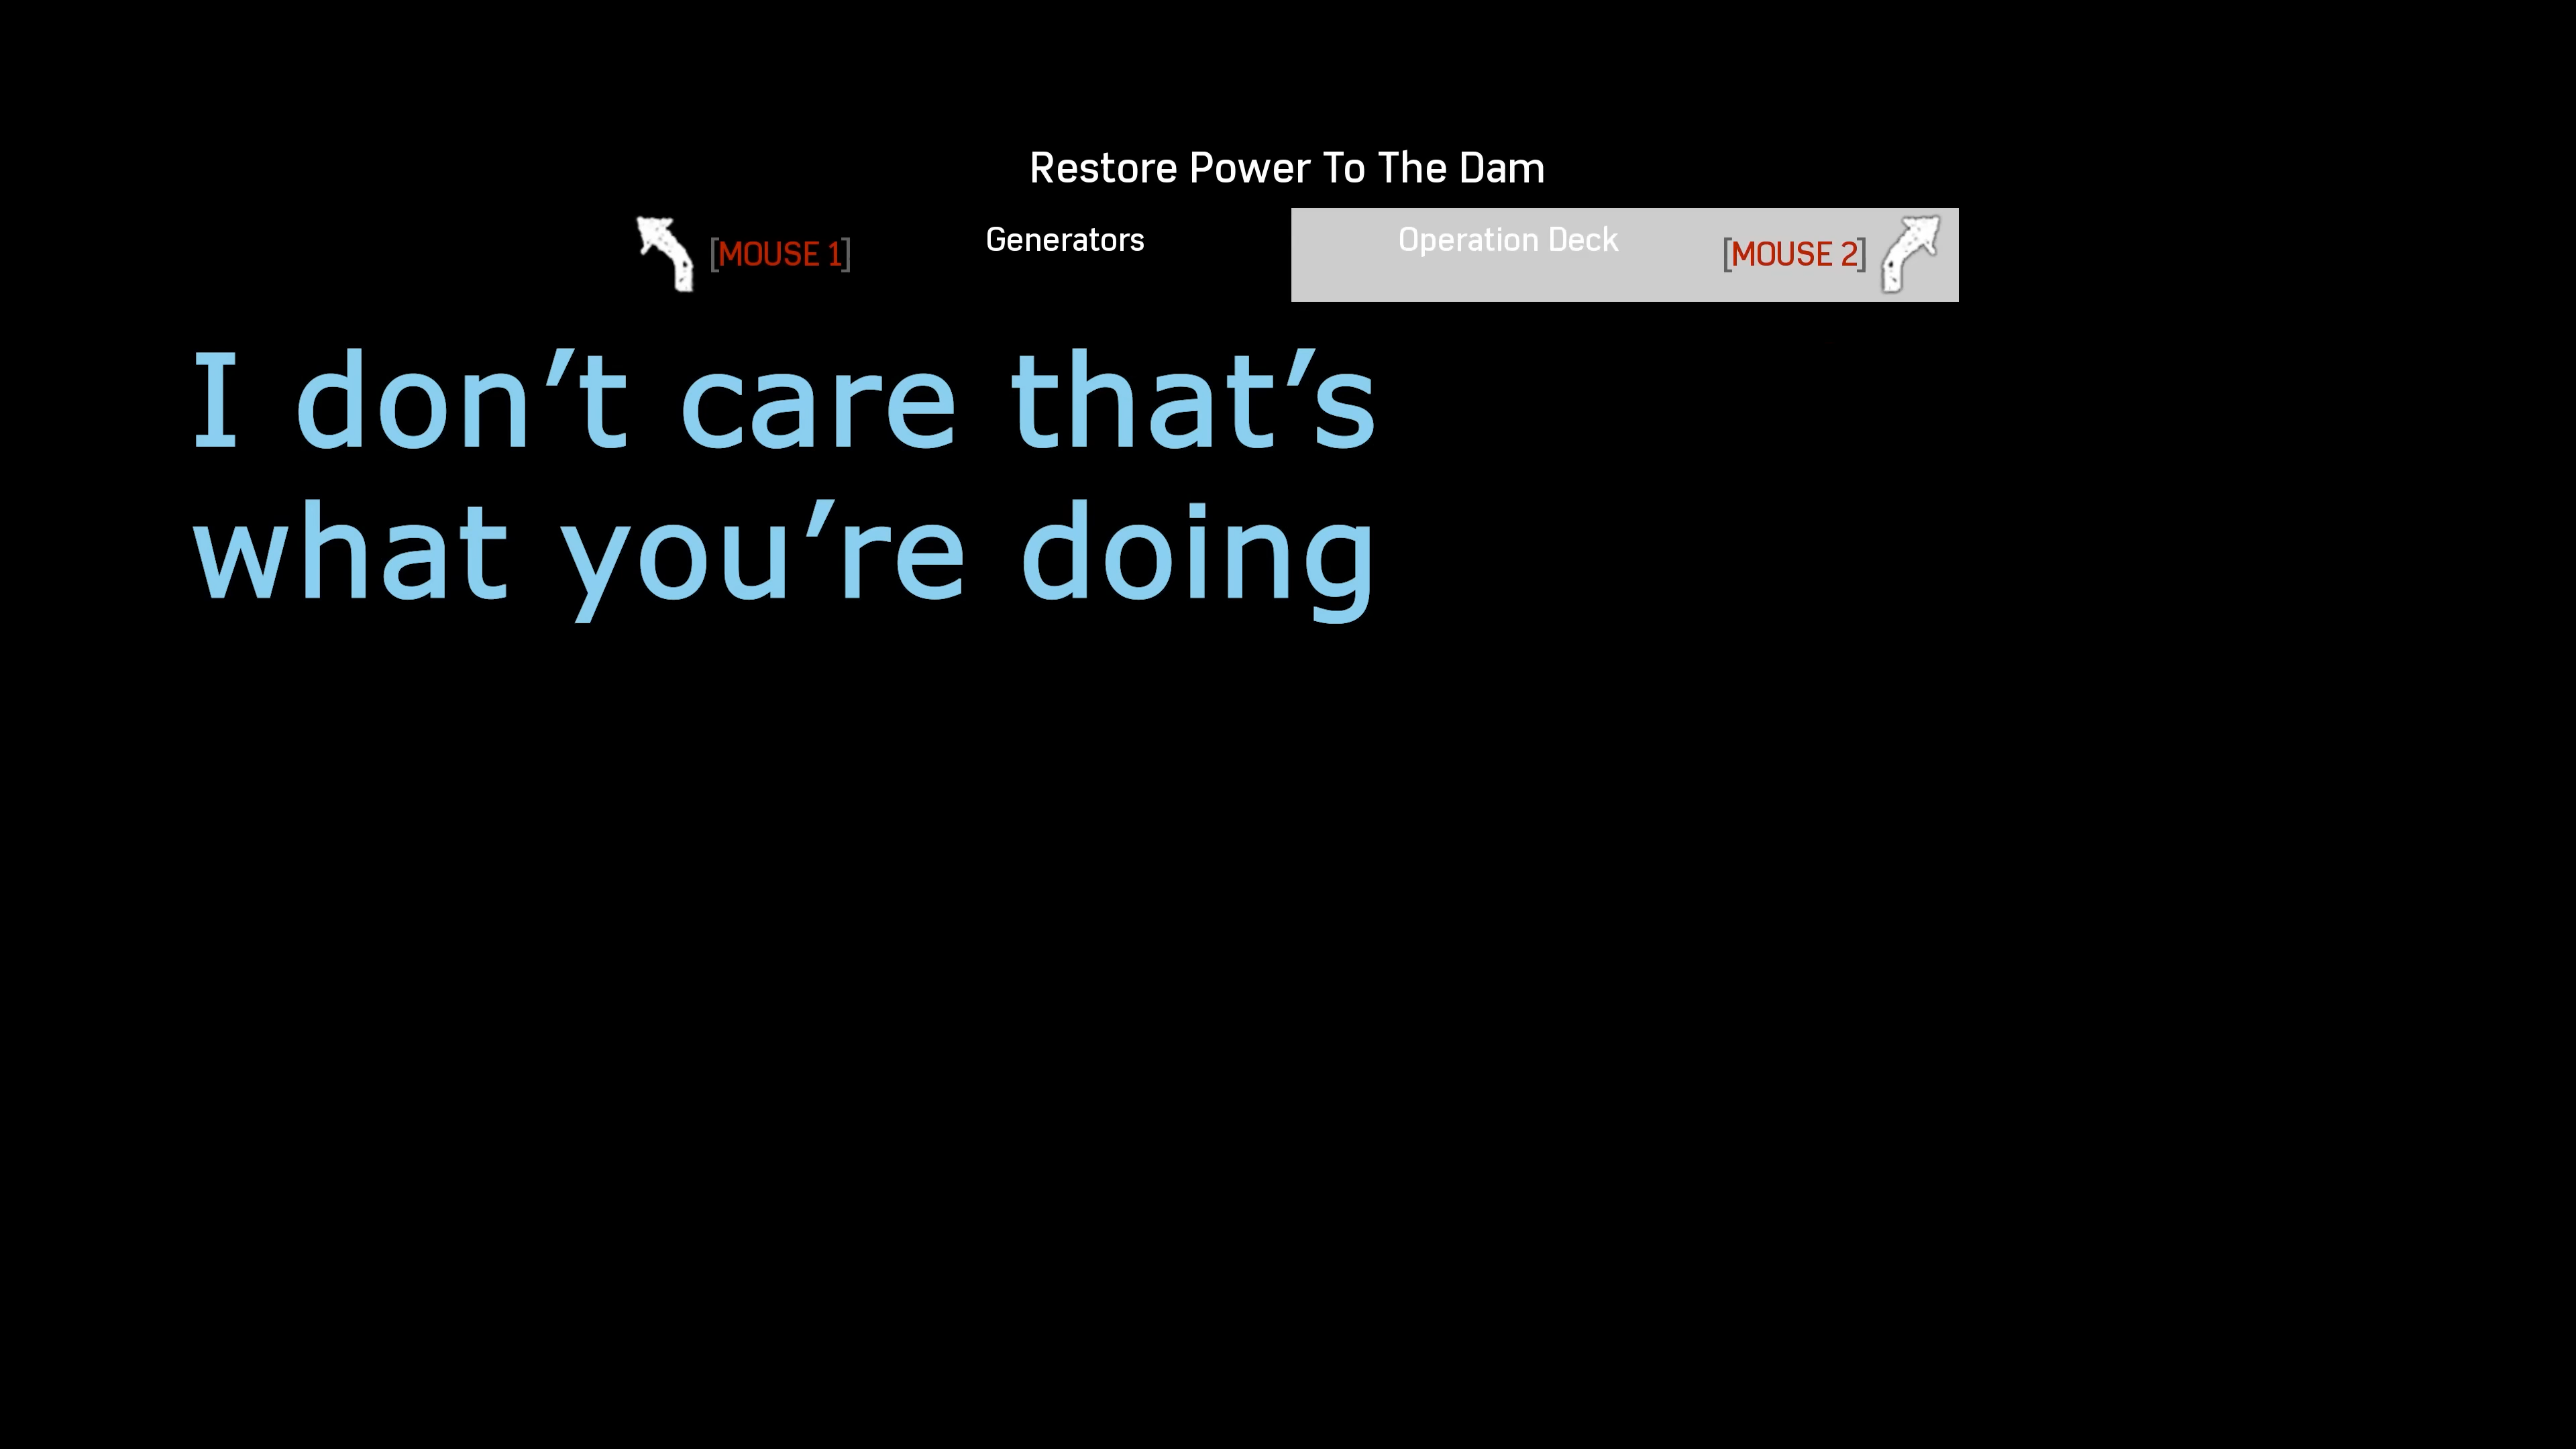 Restore Power To The Dam
[MOUSE 1] Generators Operation Deck [MOUSE 2]
I don’t care that’s
what you’re doing